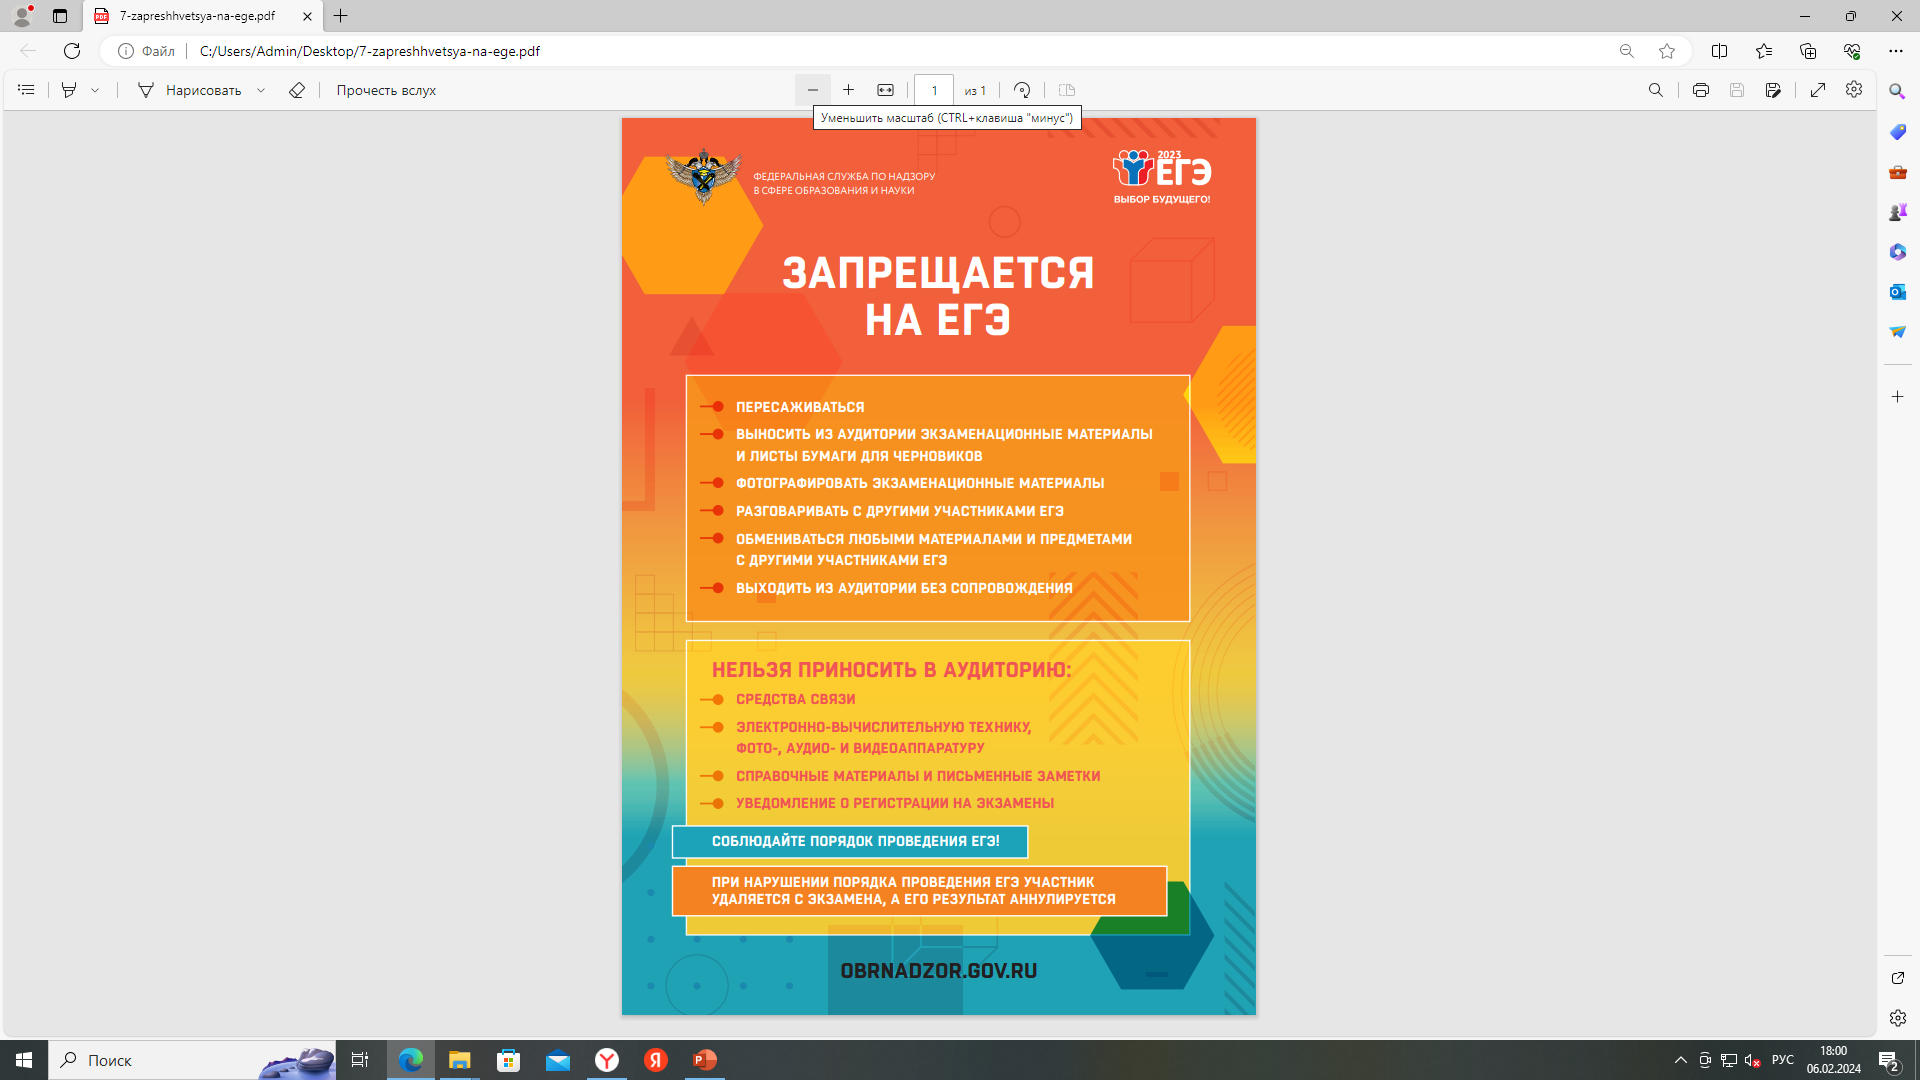 7-zapreshhvetsya-na-ege.pdf
Файл
C:/Users/Admin/Desktop/7-zapreshhvetsya-na-ege.pdf
Нарисовать
Прочесть вслух
1
из 1
Уменьшить масштаб (CTRL+клавиша "минус")
ФЕДЕРАЛЬНАЯ СЛУЖБА ПО НАДЗОРУ
В СФЕРЕ ОБРАЗОВАНИЯ И НАУКИ
2023
ЕГЭ
ВЫБОР БУДУЩЕГО!
ЗАПРЕЩАЕТСЯ
НА ЕГЭ
ПЕРЕСАЖИВАТЬСЯ
ВЫНОСИТЬ ИЗ АУДИТОРИИ ЭКЗАМЕНАЦИОННЫЕ МАТЕРИАЛЫ
И ЛИСТЫ БУМАГИ ДЛЯ ЧЕРНОВИКОВ
ФОТОГРАФИРОВАТЬ ЭКЗАМЕНАЦИОННЫЕ МАТЕРИАЛЫ
РАЗГОВАРИВАТЬ С ДРУГИМИ УЧАСТНИКАМИ ЕГЭ
ОБМЕНИВАТЬСЯ ЛЮБЫМИ МАТЕРИАЛАМИ И ПРЕДМЕТАМИ
С ДРУГИМИ УЧАСТНИКАМИ ЕГЭ
ВЫХОДИТЬ ИЗ АУДИТОРИИ БЕЗ СОПРОВОЖДЕНИЯ
НЕЛЬЗЯ ПРИНОСИТЬ В АУДИТОРИЮ:
СРЕДСТВА СВЯЗИ
ЭЛЕКТРОННО-ВЫЧИСЛИТЕЛЬНУЮ ТЕХНИКУ,
ФОТО-, АУДИО- И ВИДЕОАППАРАТУРУ
СПРАВОЧНЫЕ МАТЕРИАЛЫ И ПИСЬМЕННЫЕ ЗАМЕТКИ
УВЕДОМЛЕНИЕ О РЕГИСТРАЦИИ НА ЭКЗАМЕНЫ
СОБЛЮДАЙТЕ ПОРЯДОК ПРОВЕДЕНИЯ ЕГЭ!
ПРИ НАРУШЕНИИ ПОРЯДКА ПРОВЕДЕНИЯ ЕГЭ УЧАСТНИК
УДАЛЯЕТСЯ С ЭКЗАМЕНА, А ЕГО РЕЗУЛЬТАТ АННУЛИРУЕТСЯ
OBRNADZOR.GOV.RU
Поиск
РУС
18:00
06.02.2024
2